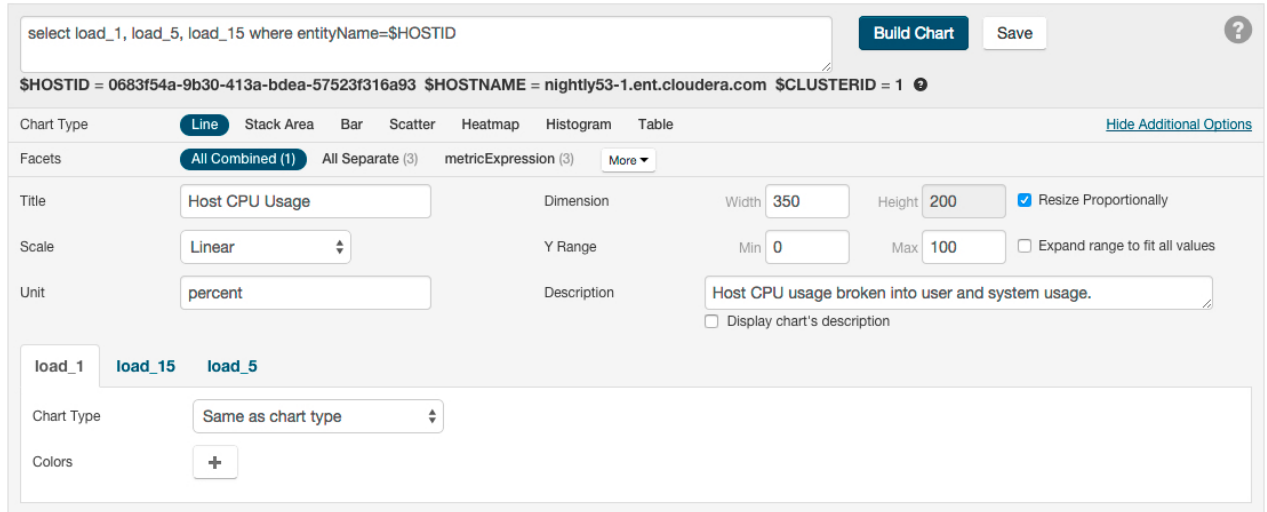 select load_1, load_5, load_15 where entityName=$HOSTID
Build Chart Save ?
$HOSTID = 0683f54a-9b30-413a-bdea-57523f316a93 $HOSTNAME = nightly53-1.ent.cloudera.com $CLUSTERID = 1 ?
Chart Type Line Stack Area Bar Scatter Heatmap Histogram Table Hide Additional Options
Facets All Combined (1) All Separate (3) metricExpression (3) More
Title Host CPU Usage Dimension Width 350 Height 200 Resize Proportionally
Scale Linear Y Range Min 0 Max 100 Expand range to fit all values
Unit percent Description Host CPU usage broken into user and system usage.
Display chart's description
load_1 load_15 load_5
Chart Type Same as chart type
Colors +